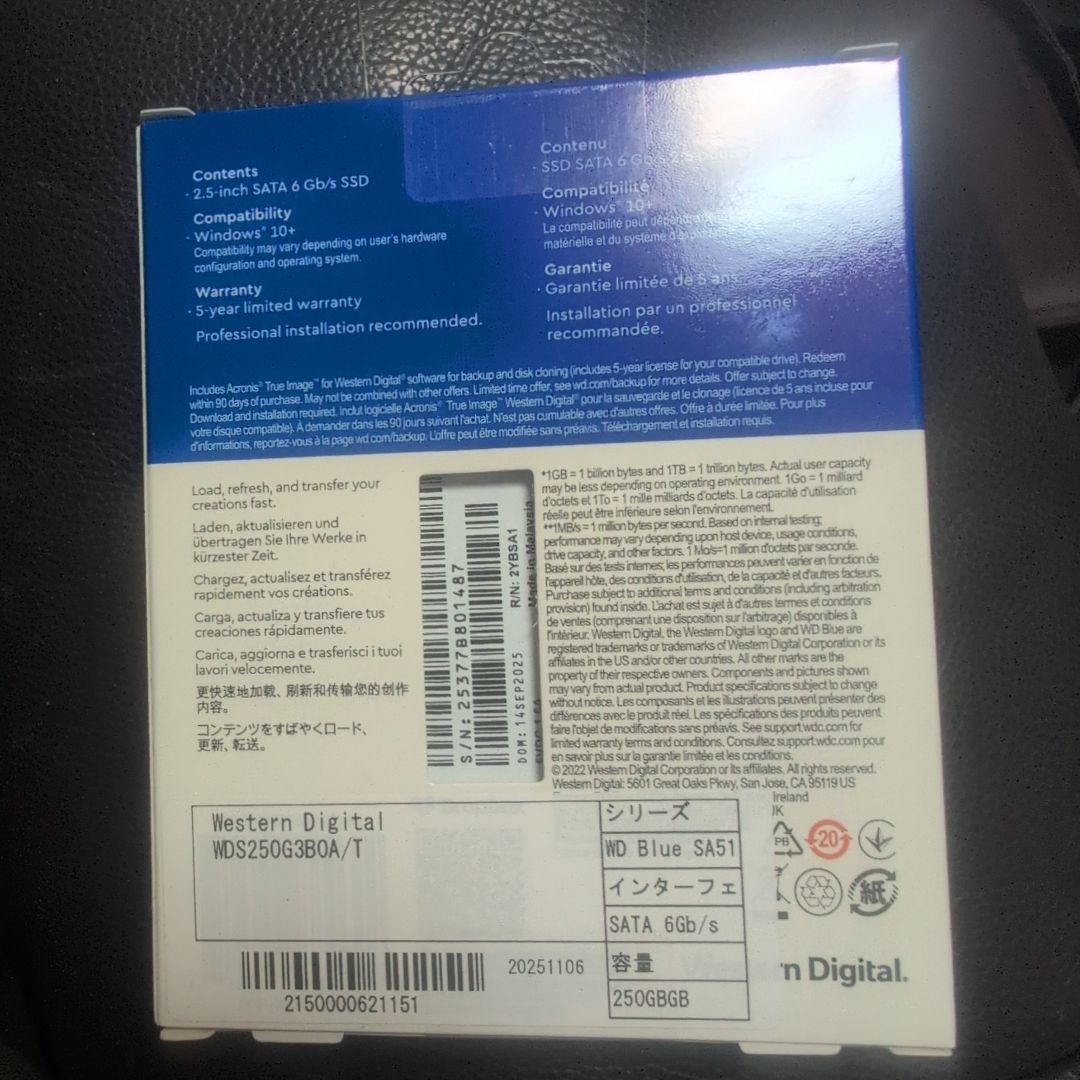 Contents
· 2.5-inch SATA 6 Gb/s SSD
Compatibility
· Windows® 10+
Compatibility may vary depending on user's hardware
configuration and operating system.
Warranty
· 5-year limited warranty
Professional installation recommended.
Contenu
· SSD SATA 6 Gb/s 2.5
Compatibilité
· Windows® 10+
La compatibilité peut
matérielle et du système
Garantie
· Garantie limitée de 5 ans
Installation par un professionnel
recommandée.
Includes Acronis® True Image™ for Western Digital® software for backup and disk cloning (includes 5-year license for your compatible drive). Redeem
within 90 days of purchase. May not be combined with other offers. Limited time offer, see wd.com/backup for more details. Offer subject to change.
Download and installation required. Inclut logicielle Acronis® True Image™ Western Digital® pour la sauvegarde et le clonage (licence de 5 ans incluse pour
votre disque compatible). À demander dans les 90 jours suivant l'achat. N'est pas cumulable avec d'autres offres. Offre à durée limitée. Pour plus
d'informations, reportez-vous à la page wd.com/backup. L'offre peut être modifiée sans préavis. Téléchargement et installation requis.
Load, refresh, and transfer your
creations fast.
Laden, aktualisieren und
übertragen Sie Ihre Werke in
kürzester Zeit.
Chargez, actualisez et transférez
rapidement vos créations.
Carga, actualiza y transfiere tus
creaciones rápidamente.
Carica, aggiorna e trasferisci i tuoi
lavori velocemente.
更快速地加载、刷新和传输您的创作
内容。
コンテンツをすばやくロード、
更新、転送。
S/N: 25377B801487
R/N: 2YBSA1
DOM: 14SEP2025
Made in Malaysia
*1GB = 1 billion bytes and 1TB = 1 trillion bytes. Actual user capacity
may be less depending on operating environment. 1Go = 1 milliard
d'octets et 1To = 1 mille milliards d'octets. La capacité d'utilisation
réelle peut être inférieure selon l'environnement.
**1MB/s = 1 million bytes per second. Based on internal testing;
performance may vary depending upon host device, usage conditions,
drive capacity, and other factors. 1 Mo/s=1 million d'octets par seconde.
Basé sur des tests internes; les performances peuvent varier en fonction de
l'appareil hôte, des conditions d'utilisation, de la capacité et d'autres facteurs.
Purchase subject to additional terms and conditions (including arbitration
provision) found inside. L'achat est sujet à d'autres termes et conditions
de ventes (comprenant une disposition sur l'arbitrage) disponibles à
l'intérieur. Western Digital, the Western Digital logo and WD Blue are
registered trademarks or trademarks of Western Digital Corporation or its
affiliates in the US and/or other countries. All other marks are the
property of their respective owners. Components and pictures shown
may vary from actual product. Product specifications subject to change
without notice. Les composants et les illustrations peuvent présenter des
différences avec le produit réel. Les spécifications des produits peuvent
faire l'objet de modifications sans préavis. See support.wdc.com for
limited warranty terms and conditions. Consultez support.wdc.com pour
en savoir plus sur la garantie limitée et les conditions.
© 2022 Western Digital Corporation or its affiliates. All rights reserved.
Western Digital: 5601 Great Oaks Pkwy, San Jose, CA 95119 US
Ireland
PB
20
紙
Western Digital
WDS250G3B0A/T
シリーズ
WD Blue SA51
インターフェ
SATA 6Gb/s
容量
250GBGB
2150000621151
20251106
n Digital.